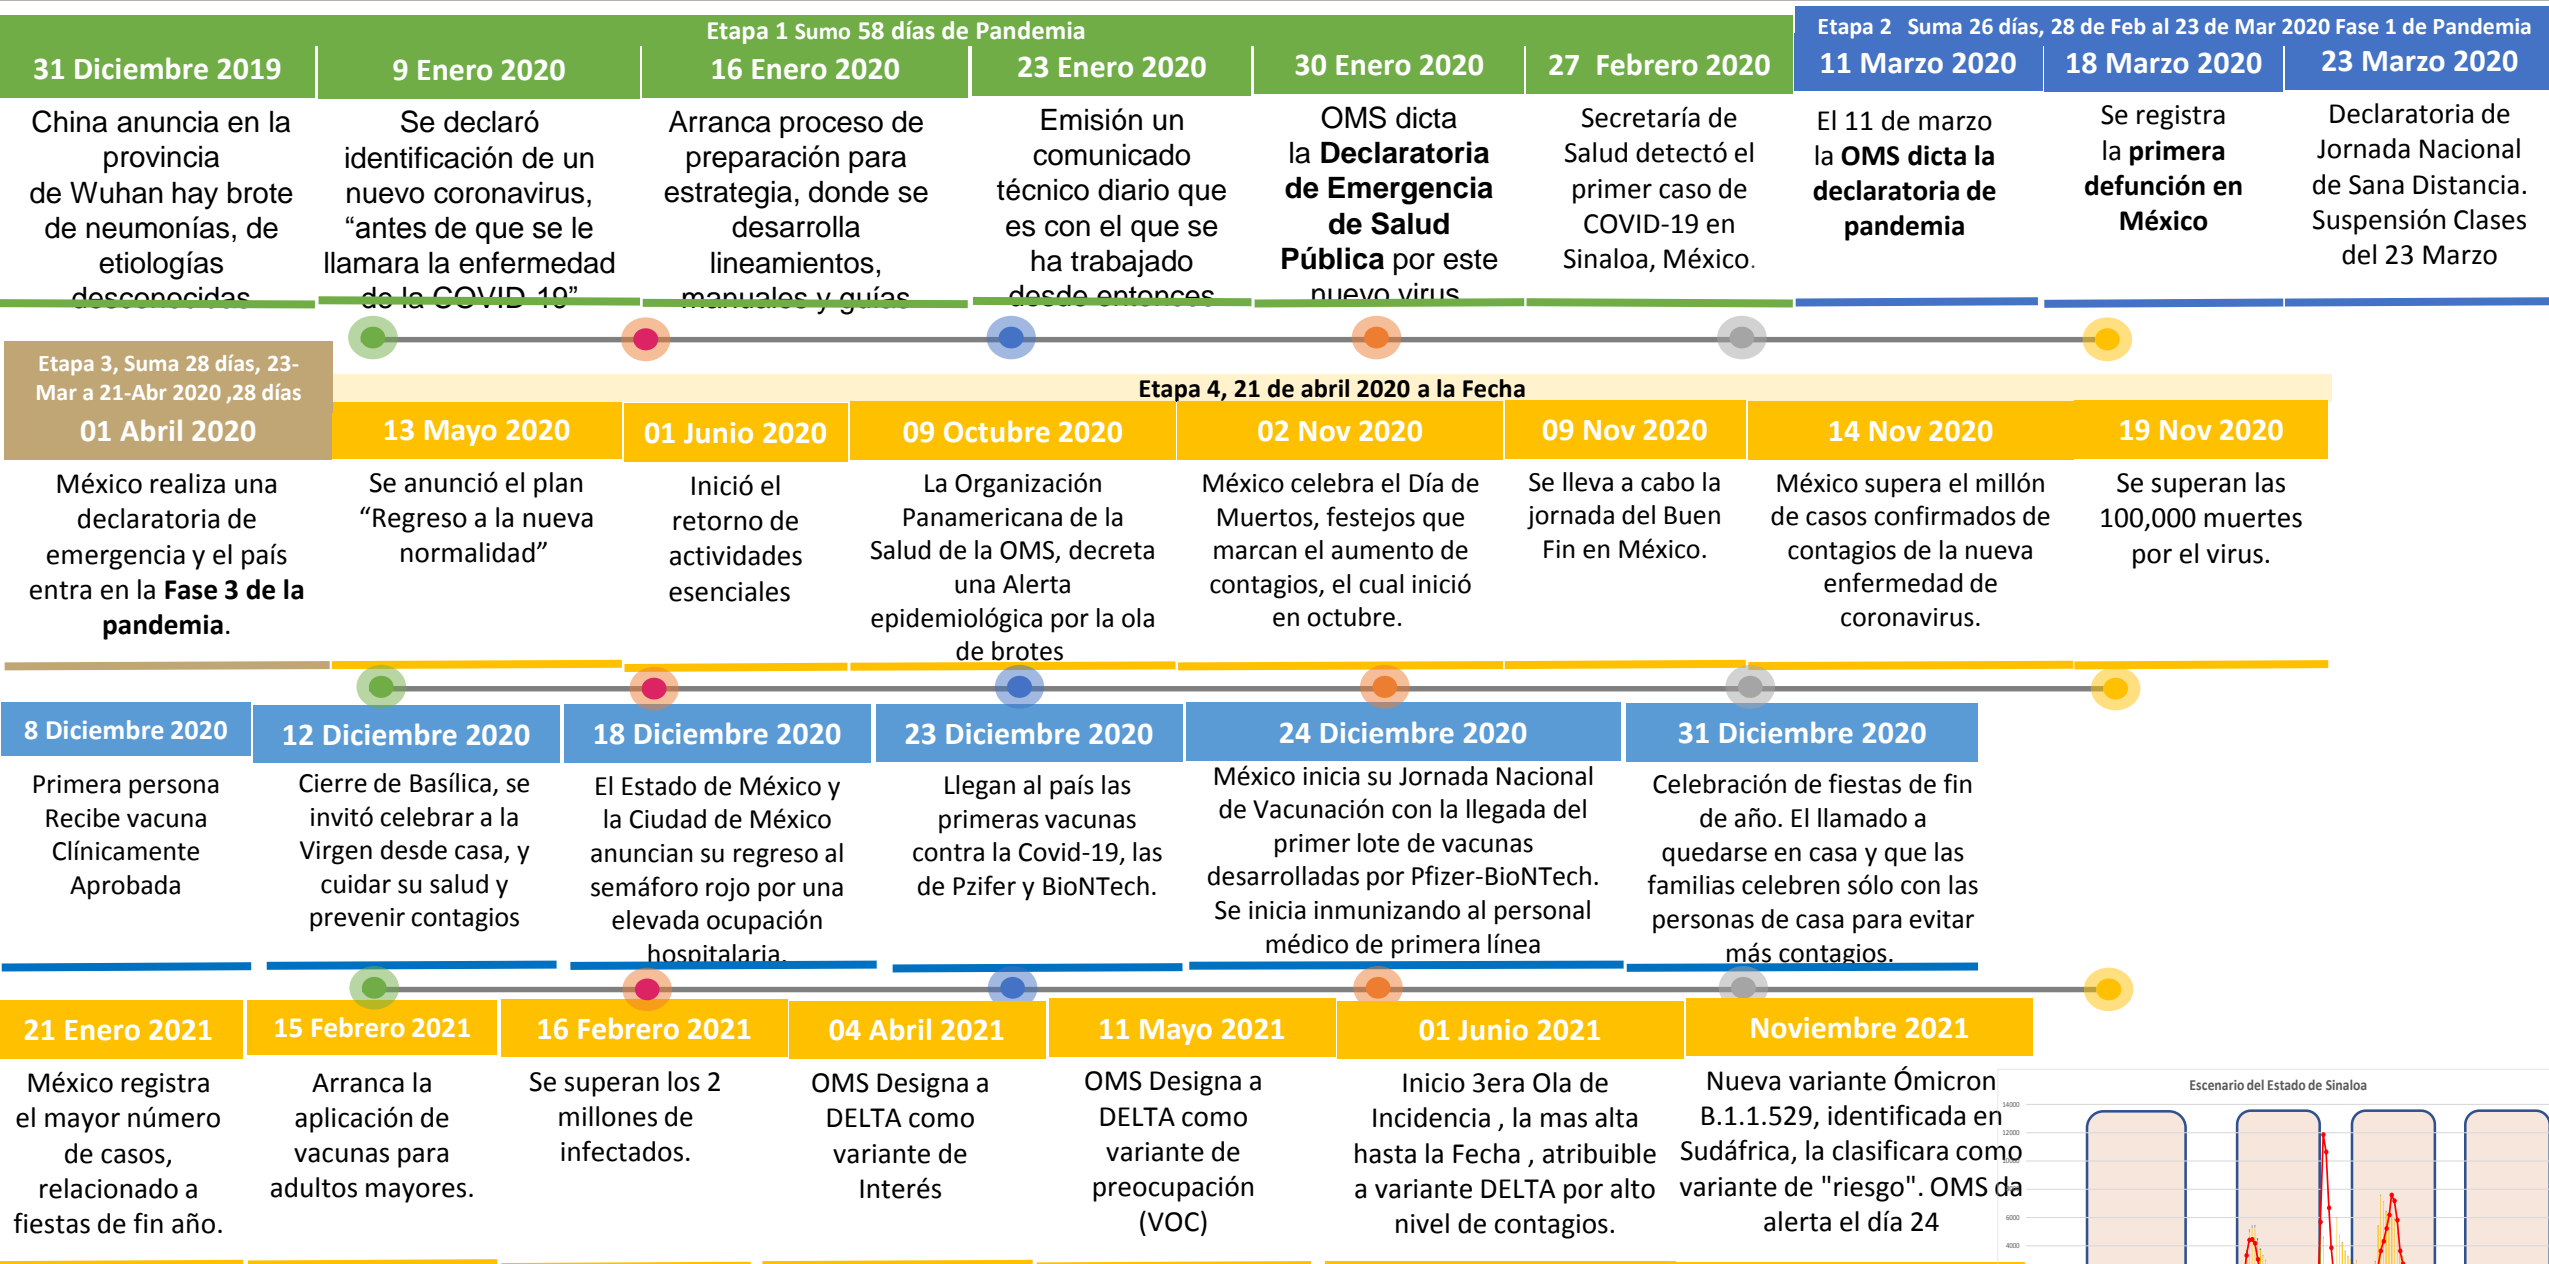 Etapa 1 Sumo 58 días de Pandemia
Etapa 2 Suma 26 días, 28 de Feb al 23 de Mar 2020 Fase 1 de Pandemia
31 Diciembre 2019
China anuncia en la
provincia
de Wuhan hay brote
de neumonías, de
etiologías
desconocidas
9 Enero 2020
Se declaró
identificación de un
nuevo coronavirus,
“antes de que se le
llamara la enfermedad
de la COVID-19”
16 Enero 2020
Arranca proceso de
preparación para
estrategia, donde se
desarrolla
lineamientos,
manuales y guías
23 Enero 2020
Emisión un
comunicado
técnico diario que
es con el que se
ha trabajado
desde entonces
30 Enero 2020
OMS dicta
la Declaratoria
de Emergencia
de Salud
Pública por este
nuevo virus
27 Febrero 2020
Secretaría de
Salud detectó el
primer caso de
COVID-19 en
Sinaloa, México.
11 Marzo 2020
El 11 de marzo
la OMS dicta la
declaratoria de
pandemia
18 Marzo 2020
Se registra
la primera
defunción en
México
23 Marzo 2020
Declaratoria de
Jornada Nacional
de Sana Distancia.
Suspensión Clases
del 23 Marzo
Etapa 3, Suma 28 días, 23-
Mar a 21-Abr 2020 ,28 días
Etapa 4, 21 de abril 2020 a la Fecha
01 Abril 2020
México realiza una
declaratoria de
emergencia y el país
entra en la Fase 3 de la
pandemia.
13 Mayo 2020
Se anunció el plan
“Regreso a la nueva
normalidad”
01 Junio 2020
Inició el
retorno de
actividades
esenciales
09 Octubre 2020
La Organización
Panamericana de la
Salud de la OMS, decreta
una Alerta
epidemiológica por la ola
de brotes
02 Nov 2020
México celebra el Día de
Muertos, festejos que
marcan el aumento de
contagios, el cual inició
en octubre.
09 Nov 2020
Se lleva a cabo la
jornada del Buen
Fin en México.
14 Nov 2020
México supera el millón
de casos confirmados de
contagios de la nueva
enfermedad de
coronavirus.
19 Nov 2020
Se superan las
100,000 muertes
por el virus.
8 Diciembre 2020
Primera persona
Recibe vacuna
Clínicamente
Aprobada
12 Diciembre 2020
Cierre de Basílica, se
invitó celebrar a la
Virgen desde casa, y
cuidar su salud y
prevenir contagios
18 Diciembre 2020
El Estado de México y
la Ciudad de México
anuncian su regreso al
semáforo rojo por una
elevada ocupación
hospitalaria.
23 Diciembre 2020
Llegan al país las
primeras vacunas
contra la Covid-19, las
de Pzifer y BioNTech.
24 Diciembre 2020
México inicia su Jornada Nacional
de Vacunación con la llegada del
primer lote de vacunas
desarrolladas por Pfizer-BioNTech.
Se inicia inmunizando al personal
médico de primera línea
31 Diciembre 2020
Celebración de fiestas de fin
de año. El llamado a
quedarse en casa y que las
familias celebren sólo con las
personas de casa para evitar
más contagios.
21 Enero 2021
México registra
el mayor número
de casos,
relacionado a
fiestas de fin año.
15 Febrero 2021
Arranca la
aplicación de
vacunas para
adultos mayores.
16 Febrero 2021
Se superan los 2
millones de
infectados.
04 Abril 2021
OMS Designa a
DELTA como
variante de
Interés
11 Mayo 2021
OMS Designa a
DELTA como
variante de
preocupación
(VOC)
01 Junio 2021
Inicio 3era Ola de
Incidencia , la mas alta
hasta la Fecha , atribuible
a variante DELTA por alto
nivel de contagios.
Noviembre 2021
Nueva variante Ómicron
B.1.1.529, identificada en
Sudáfrica, la clasificara como
variante de "riesgo". OMS da
alerta el día 24
Escenario del Estado de Sinaloa
14000
12000
6000
4000